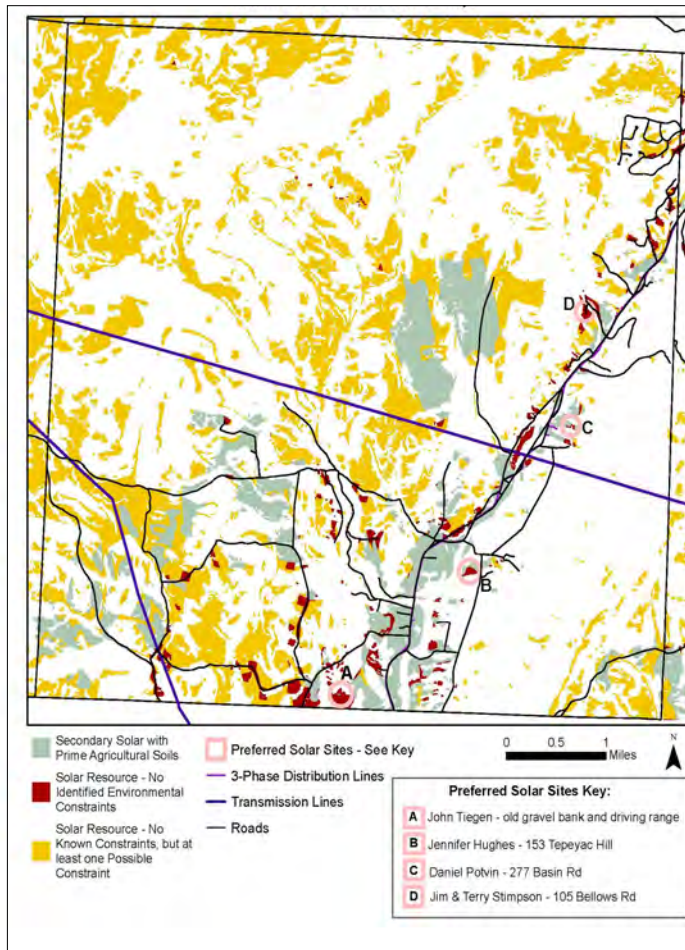 D
C
B
A
Secondary Solar with
Prime Agricultural Soils
Solar Resource - No
Identified Environmental
Constraints
Solar Resource - No
Known Constraints, but at
least one Possible
Constraint
Preferred Solar Sites - See Key
3-Phase Distribution Lines
Transmission Lines
Roads
0 0.5 1
Miles
N
Preferred Solar Sites Key:
A John Tiegen - old gravel bank and driving range
B Jennifer Hughes - 153 Tepeyac Hill
C Daniel Potvin - 277 Basin Rd
D Jim & Terry Stimpson - 105 Bellows Rd